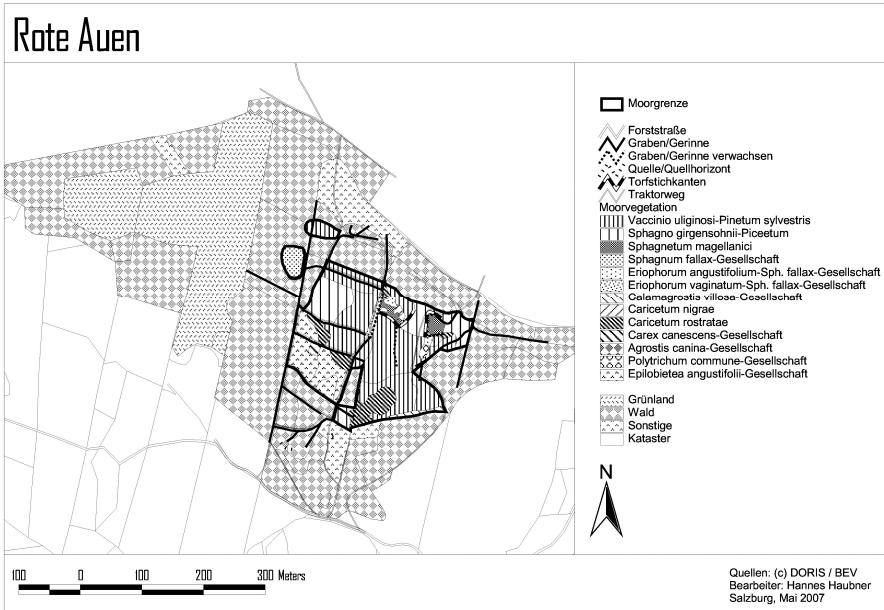 Rote Auen
Moorgrenze
Forststraße
Graben/Gerinne
Graben/Gerinne verwachsen
Quelle/Quellhorizont
Torfstichkanten
Traktorweg
Moorvegetation
Vaccinio uliginosi-Pinetum sylvestris
Sphagno girgensohnii-Piceetum
Sphagnetum magellanici
Sphagnum fallax-Gesellschaft
Eriophorum angustifolium-Sph. fallax-Gesellschaft
Eriophorum vaginatum-Sph. fallax-Gesellschaft
Calamagrostis villosa-Gesellschaft
Caricetum nigrae
Caricetum rostratae
Carex canescens-Gesellschaft
Agrostis canina-Gesellschaft
Polytrichum commune-Gesellschaft
Epilobietea angustifolii-Gesellschaft
Grünland
Wald
Sonstige
Kataster
N
100 0 100 200 300 Meters
Quellen: (c) DORIS / BEV
Bearbeiter: Hannes Haubner
Salzburg, Mai 2007